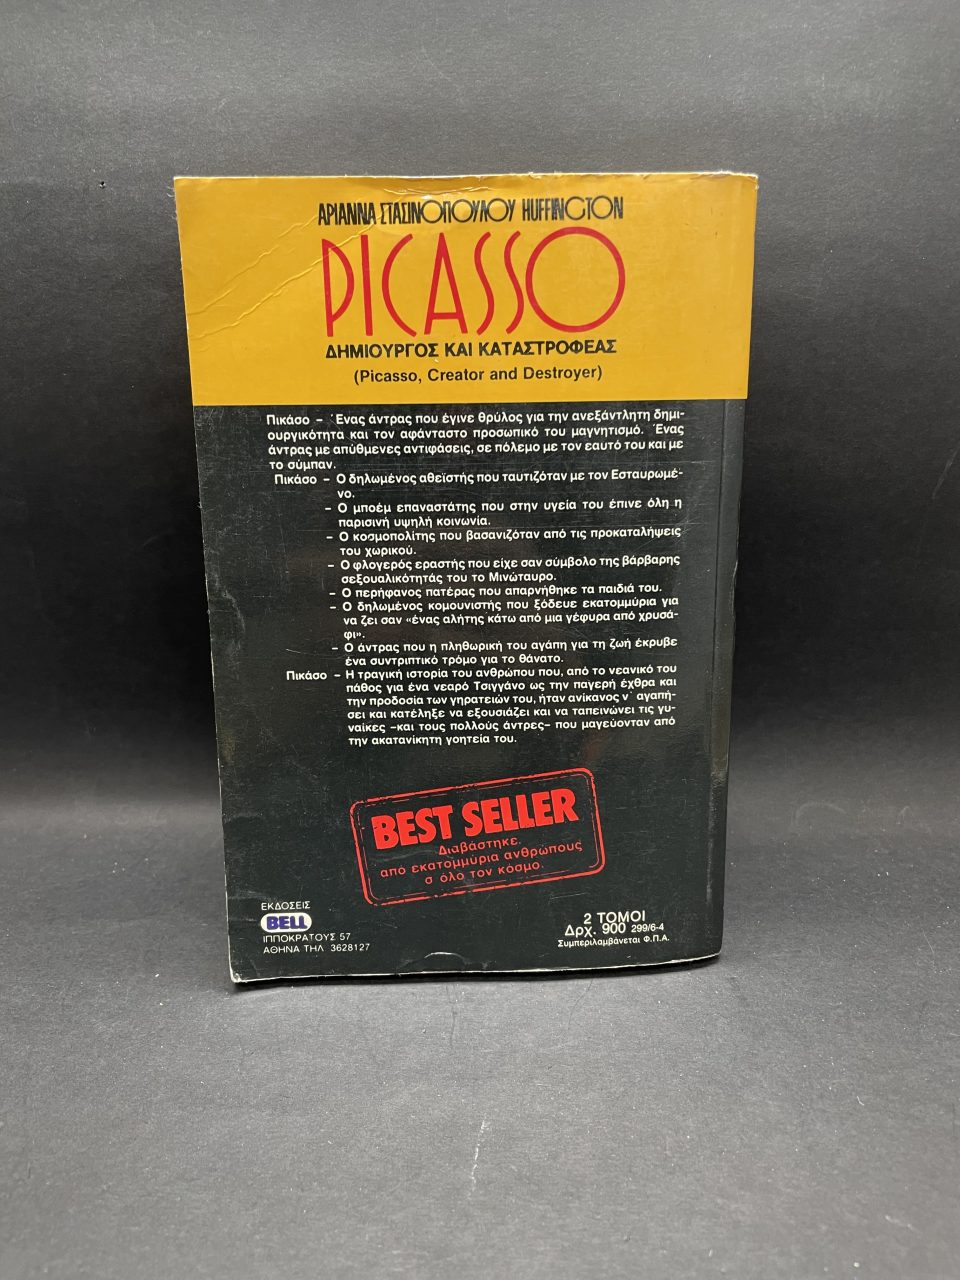 ΑΡΙΑΝΝΑ ΣΤΑΣΙΝΟΠΟΥΛΟΥ HUFFINGTON
PICASSO
ΔΗΜΙΟΥΡΓΟΣ ΚΑΙ ΚΑΤΑΣΤΡΟΦΕΑΣ
(Picasso, Creator and Destroyer)
Πικάσο – Ένας άντρας που έγινε θρύλος για την ανεξάντλητη δημι-
ουργικότητα και τον αφάνταστο προσωπικό του μαγνητισμό. Ένας
άντρας με απύθμενες αντιφάσεις, σε πόλεμο με τον εαυτό του και με
το σύμπαν.
Πικάσο – Ο δηλωμένος αθεϊστής που ταυτιζόταν με τον Εσταυρωμέ-
νο.
– Ο μποέμ επαναστάτης που στην υγεία του έπινε όλη η
παρισινή υψηλή κοινωνία.
– Ο κοσμοπολίτης που βασανιζόταν από τις προκαταλήψεις
του χωρικού.
– Ο φλογερός εραστής που είχε σαν σύμβολο της βάρβαρης
σεξουαλικότητάς του το Μινώταυρο.
– Ο περήφανος πατέρας που απαρνήθηκε τα παιδιά του.
– Ο δηλωμένος κομουνιστής που ξόδευε εκατομμύρια για
να ζει σαν «ένας αλήτης κάτω από μια γέφυρα από χρυσά-
φι».
– Ο άντρας που η πληθωρική του αγάπη για τη ζωή έκρυβε
ένα συντριπτικό τρόμο για το θάνατο.
Πικάσο – Η τραγική ιστορία του ανθρώπου που, από το νεανικό του
πάθος για ένα νεαρό Τσιγγάνο ως την παγερή έχθρα και
την προδοσία των γηρατειών του, ήταν ανίκανος ν' αγαπή-
σει και κατέληξε να εξουσιάζει και να ταπεινώνει τις γυ-
ναίκες –και τους πολλούς άντρες– που μαγεύονταν από
την ακατανίκητη γοητεία του.
BEST SELLER
Διαβάστηκε.
από εκατομμύρια ανθρώπους
σ όλο τον κόσμο.
ΕΚΔΟΣΕΙΣ
BELL
ΙΠΠΟΚΡΑΤΟΥΣ 57
ΑΘΗΝΑ ΤΗΛ 3628127
2 ΤΟΜΟΙ
Δρχ. 900 299/6-4
Συμπεριλαμβάνεται Φ.Π.Α.